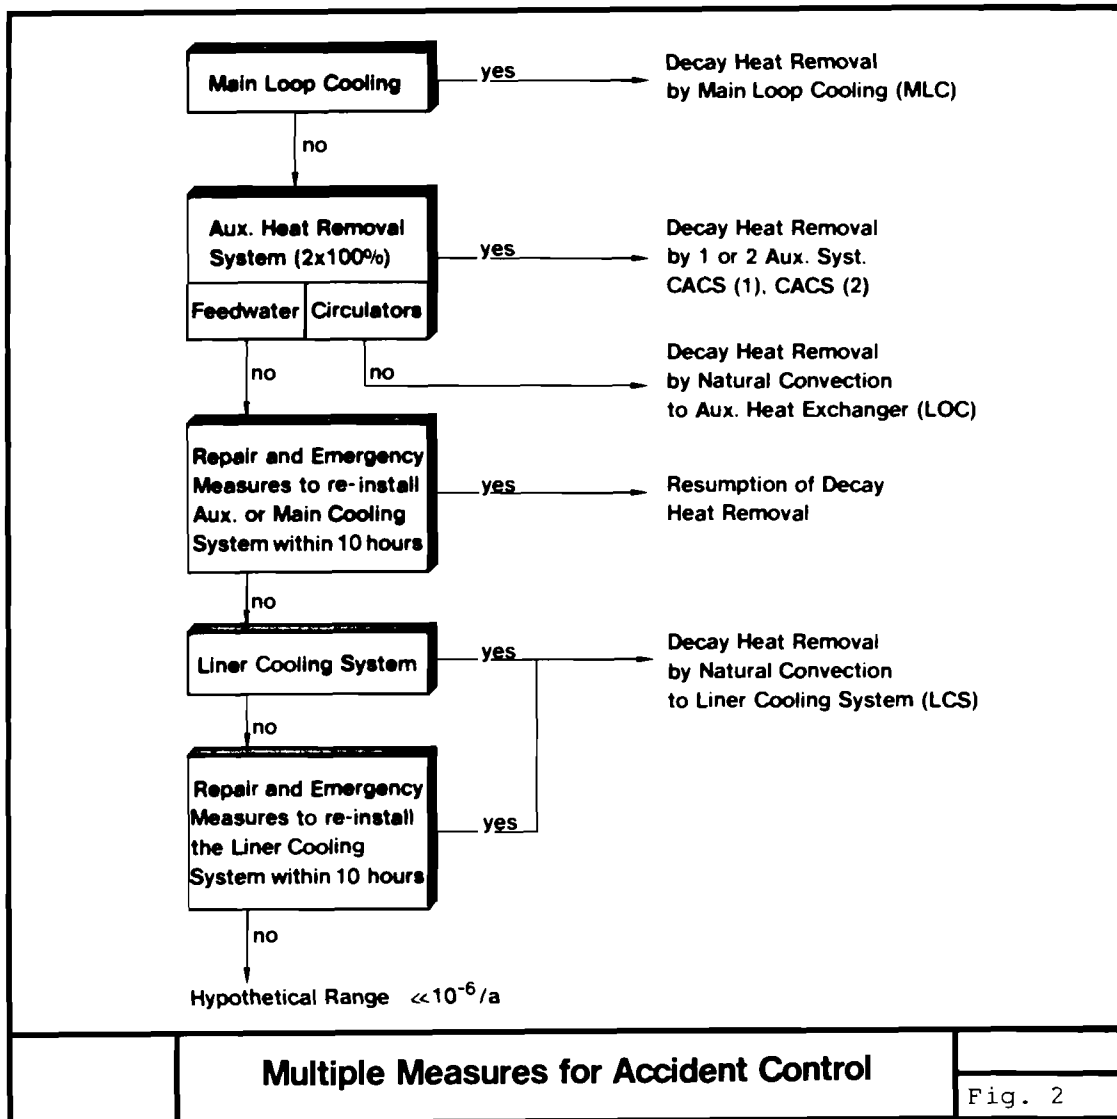 Main Loop Cooling
yes
Decay Heat Removal
by Main Loop Cooling (MLC)
no
Aux. Heat Removal
System (2x100%)
yes
Decay Heat Removal
by 1 or 2 Aux. Syst.
CACS (1), CACS (2)
Feedwater
Circulators
no
no
Decay Heat Removal
by Natural Convection
to Aux. Heat Exchanger (LOC)
Repair and Emergency
Measures to re-install
Aux. or Main Cooling
System within 10 hours
yes
Resumption of Decay
Heat Removal
no
Liner Cooling System
yes
Decay Heat Removal
by Natural Convection
to Liner Cooling System (LCS)
no
Repair and Emergency
Measures to re-install
the Liner Cooling
System within 10 hours
yes
no
Hypothetical Range ≪10⁻⁶/a
Multiple Measures for Accident Control
Fig. 2